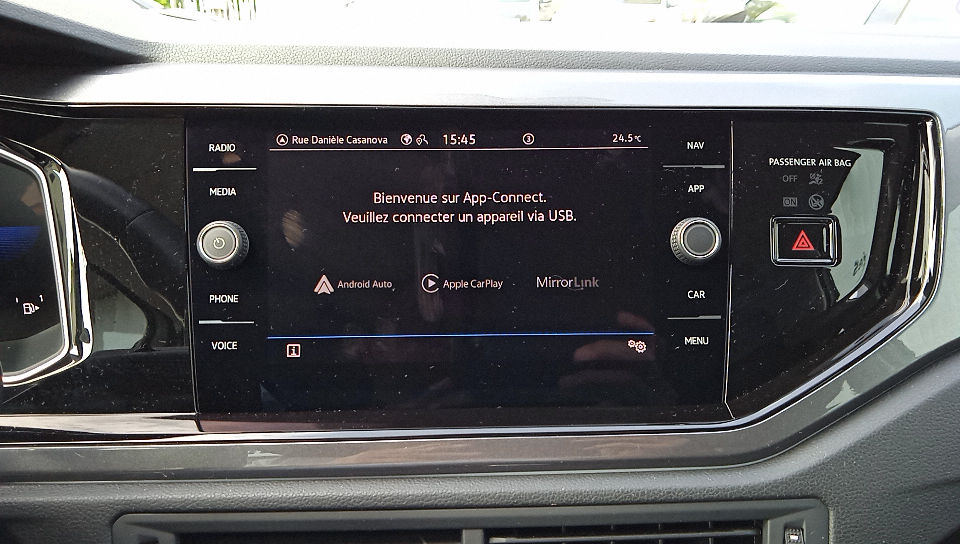 Rue Danièle Casanova 15:45 3 24.5°C
RADIO
MEDIA
PHONE
VOICE
Bienvenue sur App-Connect.
Veuillez connecter un appareil via USB.
Android Auto
Apple CarPlay
MirrorLink
NAV
APP
CAR
MENU
PASSENGER AIR BAG
OFF
ON